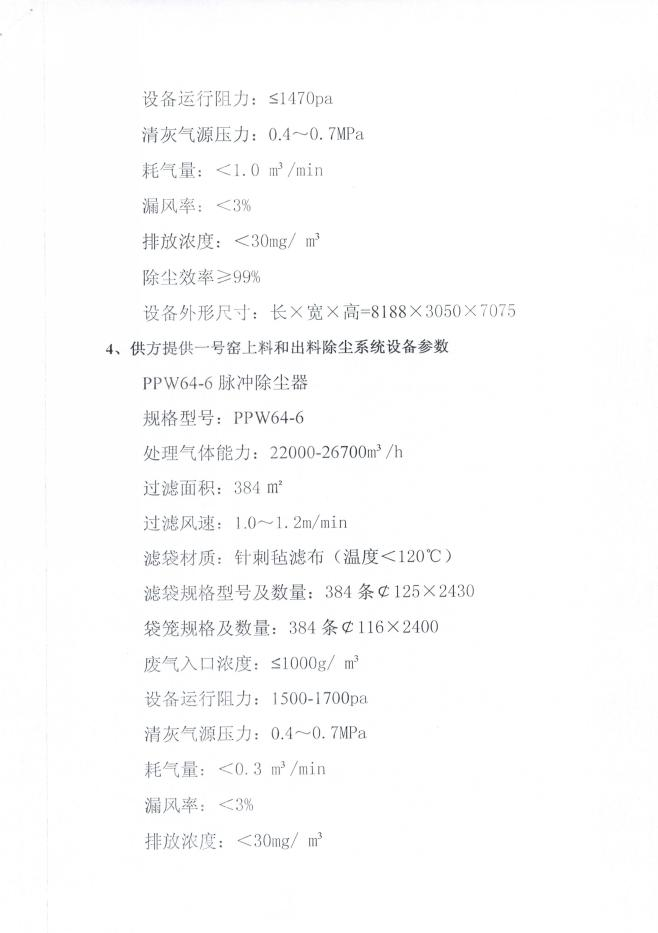 设备运行阻力：≤1470pa
清灰气源压力：0.4～0.7MPa
耗气量：＜1.0 m³/min
漏风率：＜3%
排放浓度：＜30mg/ m³
除尘效率≥99%
设备外形尺寸：长×宽×高=8188×3050×7075
4、供方提供一号窑上料和出料除尘系统设备参数
PPW64-6 脉冲除尘器
规格型号：PPW64-6
处理气体能力：22000-26700m³/h
过滤面积：384 ㎡
过滤风速：1.0～1.2m/min
滤袋材质：针刺毡滤布（温度＜120℃）
滤袋规格型号及数量：384 条￠125×2430
袋笼规格及数量：384 条￠116×2400
废气入口浓度：≤1000g/ m³
设备运行阻力：1500-1700pa
清灰气源压力：0.4～0.7MPa
耗气量：＜0.3 m³/min
漏风率：＜3%
排放浓度：＜30mg/ m³